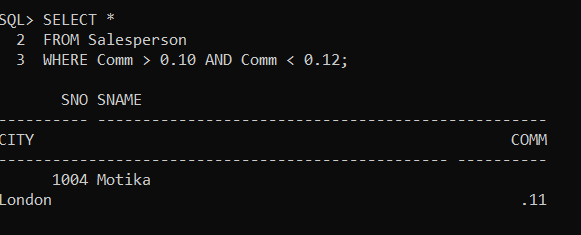 SQL> SELECT *
2 FROM Salesperson
3 WHERE Comm > 0.10 AND Comm < 0.12;
SNO SNAME
---------- --------------------------------------------------
CITY COMM
-------------------------------------------------- ----------
1004 Motika
London .11